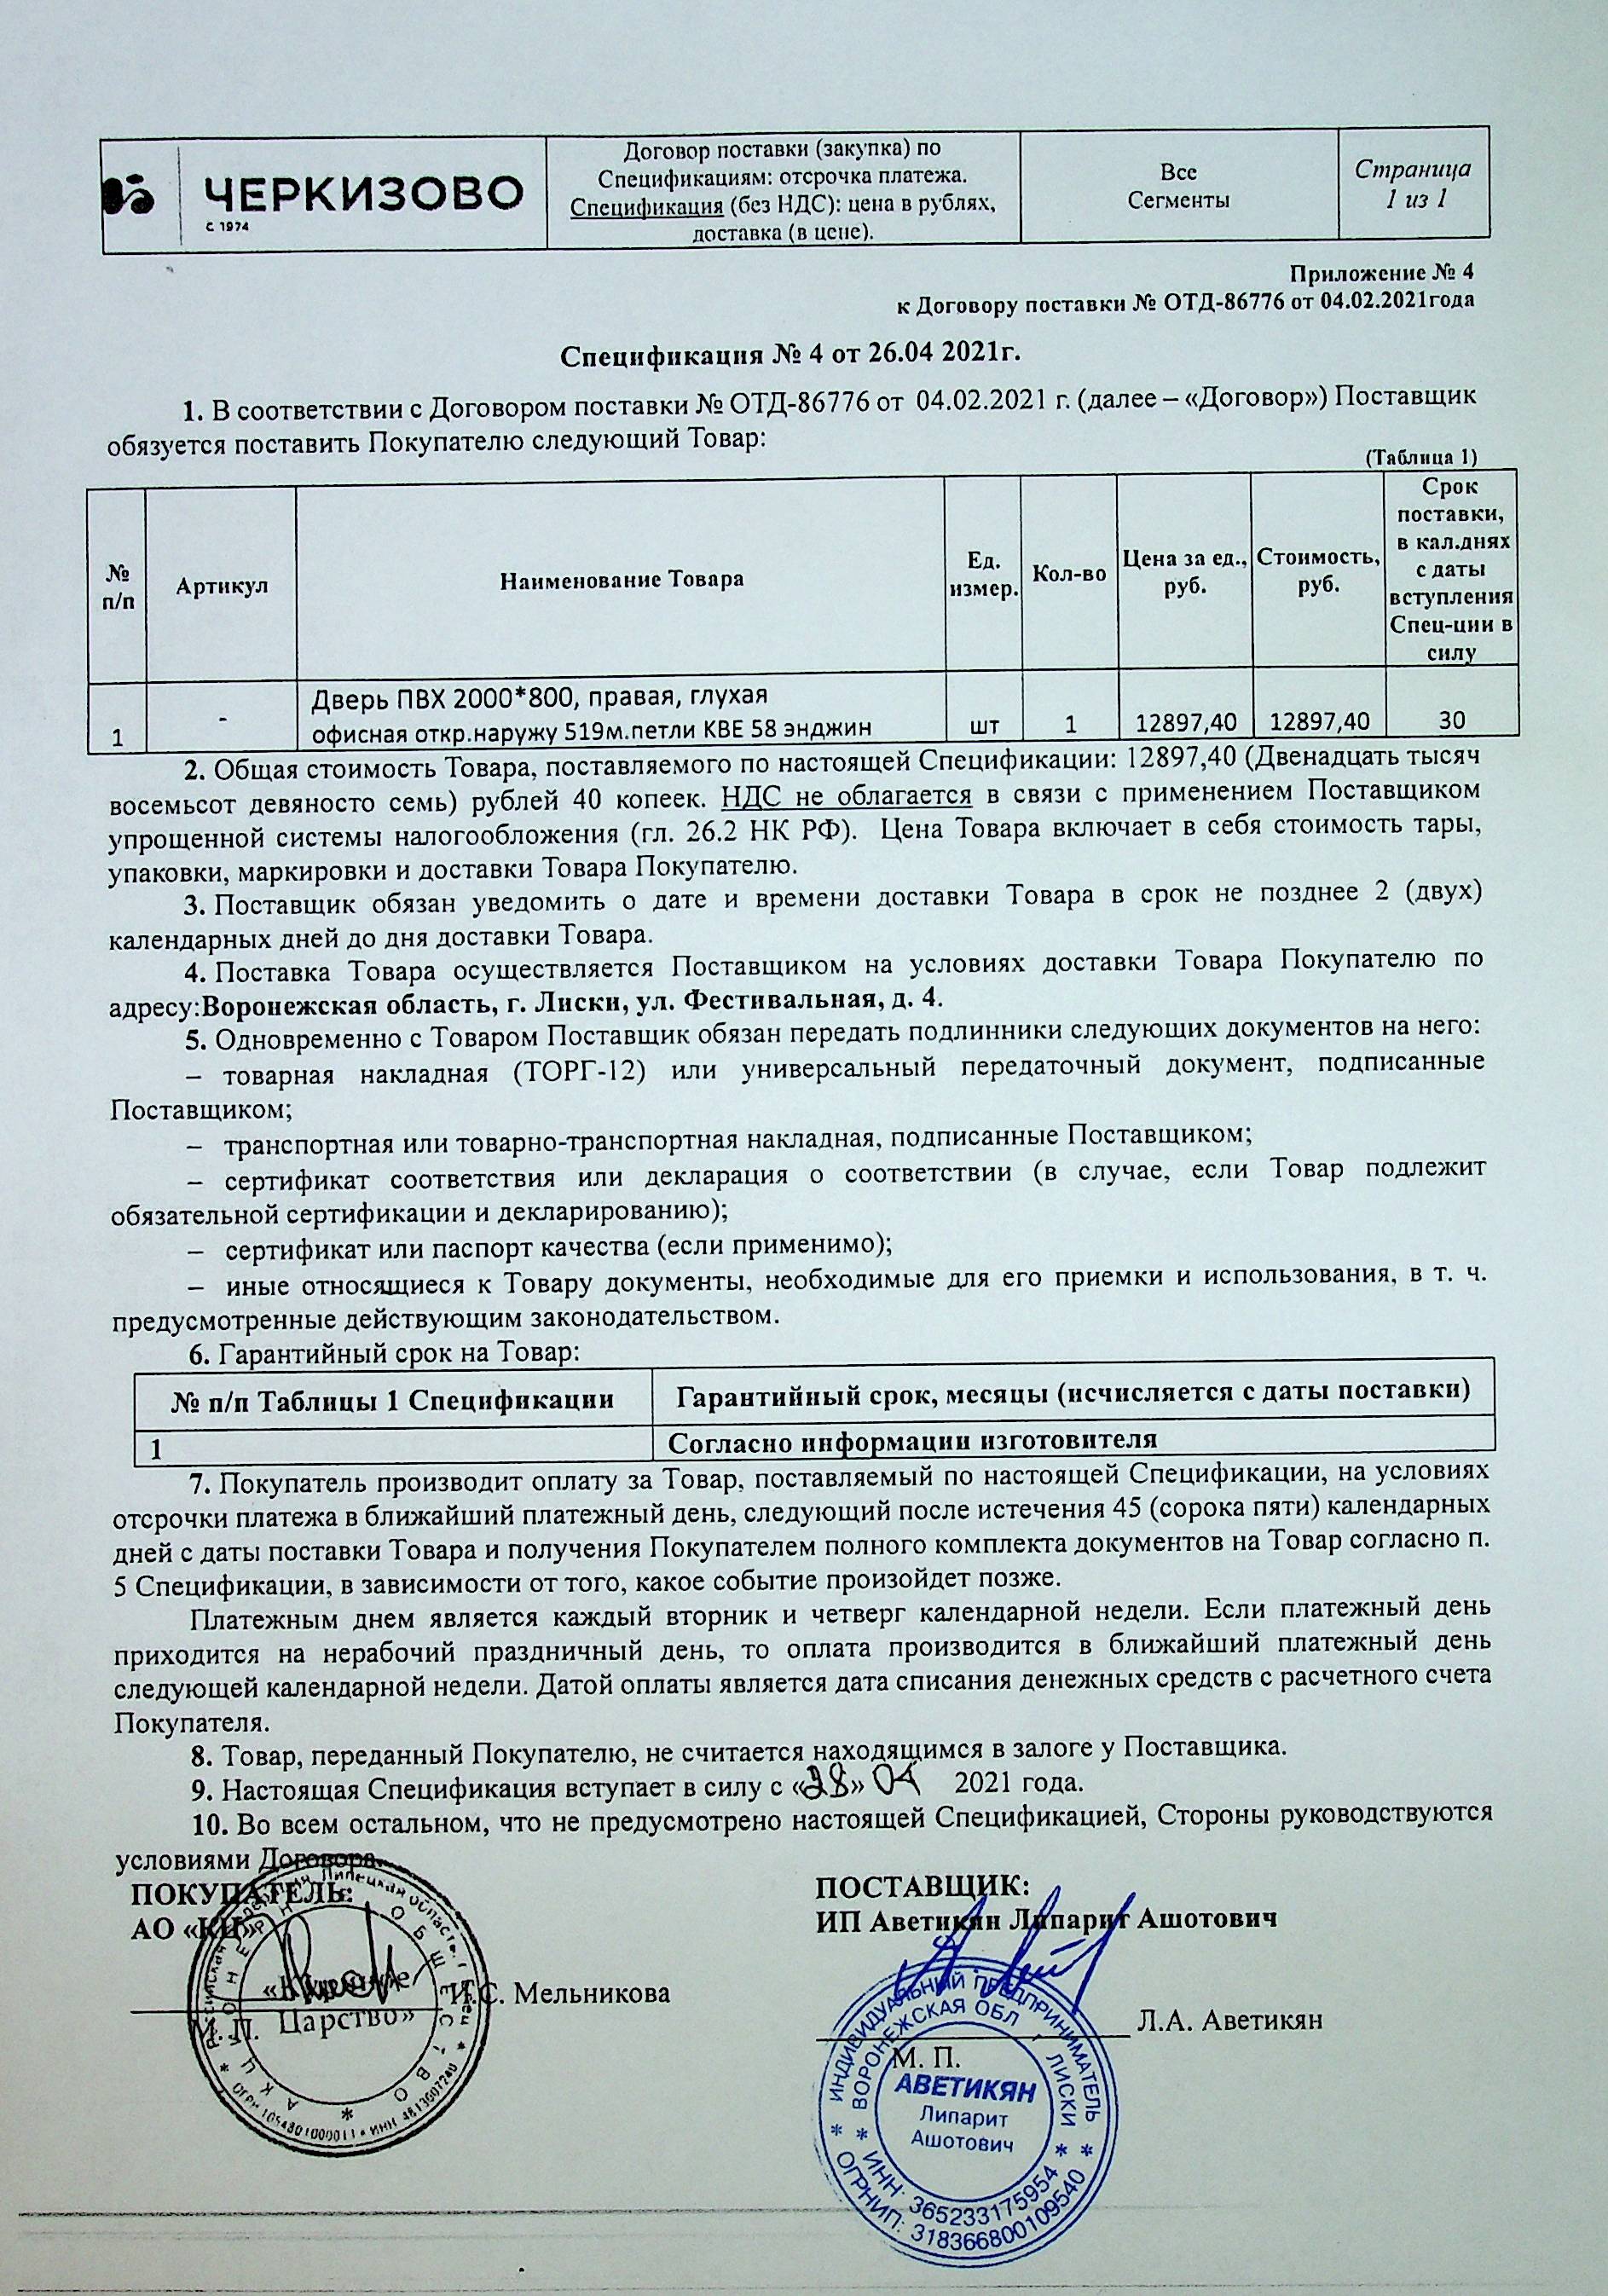 ЧЕРКИЗОВО
С 1974
Договор поставки (закупка) по
Спецификациям: отсрочка платежа.
Спецификация (без НДС): цена в рублях,
доставка (в цене).
Все
Сегменты
Страница
1 из 1
Приложение № 4
к Договору поставки № ОТД-86776 от 04.02.2021года
Спецификация № 4 от 26.04 2021г.
1. В соответствии с Договором поставки № ОТД-86776 от 04.02.2021 г. (далее – «Договор») Поставщик
обязуется поставить Покупателю следующий Товар:
(Таблица 1)
№ п/п
Артикул
Наименование Товара
Ед. измер.
Кол-во
Цена за ед., руб.
Стоимость, руб.
Срок
поставки,
в кал.днях
с даты
вступления
Спец-ции в
силу
Дверь ПВХ 2000*800, правая, глухая
1 - офисная откр.наружу 519м.петли КВЕ 58 энджин шт 1 12897,40 12897,40 30
2. Общая стоимость Товара, поставляемого по настоящей Спецификации: 12897,40 (Двенадцать тысяч
восемьсот девяносто семь) рублей 40 копеек. НДС не облагается в связи с применением Поставщиком
упрощенной системы налогообложения (гл. 26.2 НК РФ). Цена Товара включает в себя стоимость тары,
упаковки, маркировки и доставки Товара Покупателю.
3. Поставщик обязан уведомить о дате и времени доставки Товара в срок не позднее 2 (двух)
календарных дней до дня доставки Товара.
4. Поставка Товара осуществляется Поставщиком на условиях доставки Товара Покупателю по
адресу:Воронежская область, г. Лиски, ул. Фестивальная, д. 4.
5. Одновременно с Товаром Поставщик обязан передать подлинники следующих документов на него:
– товарная накладная (ТОРГ-12) или универсальный передаточный документ, подписанные
Поставщиком;
– транспортная или товарно-транспортная накладная, подписанные Поставщиком;
– сертификат соответствия или декларация о соответствии (в случае, если Товар подлежит
обязательной сертификации и декларированию);
– сертификат или паспорт качества (если применимо);
– иные относящиеся к Товару документы, необходимые для его приемки и использования, в т. ч.
предусмотренные действующим законодательством.
6. Гарантийный срок на Товар:
№ п/п Таблицы 1 Спецификации Гарантийный срок, месяцы (исчисляется с даты поставки)
1 Согласно информации изготовителя
7. Покупатель производит оплату за Товар, поставляемый по настоящей Спецификации, на условиях
отсрочки платежа в ближайший платежный день, следующий после истечения 45 (сорока пяти) календарных
дней с даты поставки Товара и получения Покупателем полного комплекта документов на Товар согласно п.
5 Спецификации, в зависимости от того, какое событие произойдет позже.
Платежным днем является каждый вторник и четверг календарной недели. Если платежный день
приходится на нерабочий праздничный день, то оплата производится в ближайший платежный день
следующей календарной недели. Датой оплаты является дата списания денежных средств с расчетного счета
Покупателя.
8. Товар, переданный Покупателю, не считается находящимся в залоге у Поставщика.
9. Настоящая Спецификация вступает в силу с «28» 04 2021 года.
10. Во всем остальном, что не предусмотрено настоящей Спецификацией, Стороны руководствуются
условиями Договора.
ПОКУПАТЕЛЬ:
АО «КЦ»
И.С. Мельникова
М. П.
Липецкая область, г. Елец
АКЦИОНЕРНОЕ ОБЩЕСТВО
«Куриное
Царство»
ОГРН 1054801000011 * ИНН 4813007240
ПОСТАВЩИК:
ИП Аветикян Липарит Ашотович
Л.А. Аветикян
М. П.
ИНДИВИДУАЛЬНЫЙ ПРЕДПРИНИМАТЕЛЬ
ВОРОНЕЖСКАЯ ОБЛ ЛИСКИ
АВЕТИКЯН
Липарит
Ашотович
ИНН: 365233175954
ОГРНИП: 318366800109540